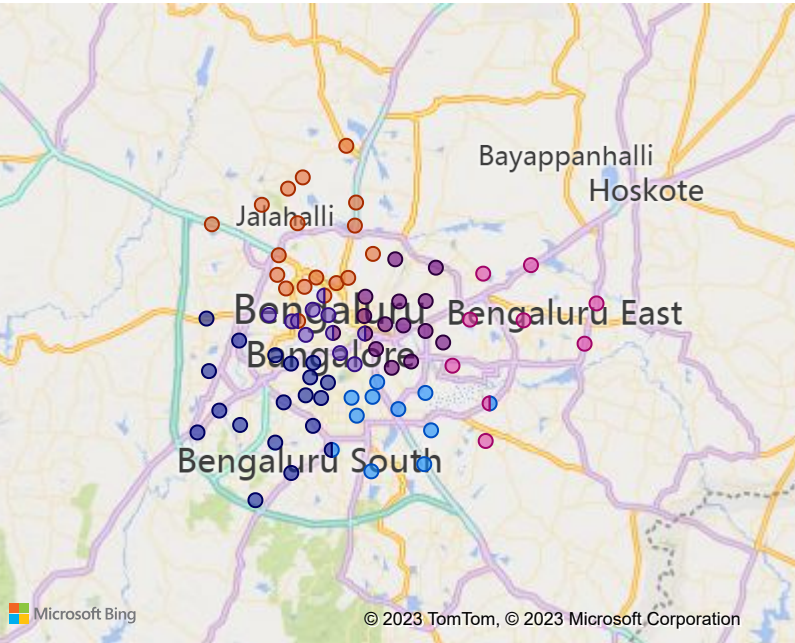 Bayappanhalli
Hoskote
Jalahalli
Bengaluru
Bengaluru East
Bangalore
Bengaluru South
Microsoft Bing
© 2023 TomTom, © 2023 Microsoft Corporation